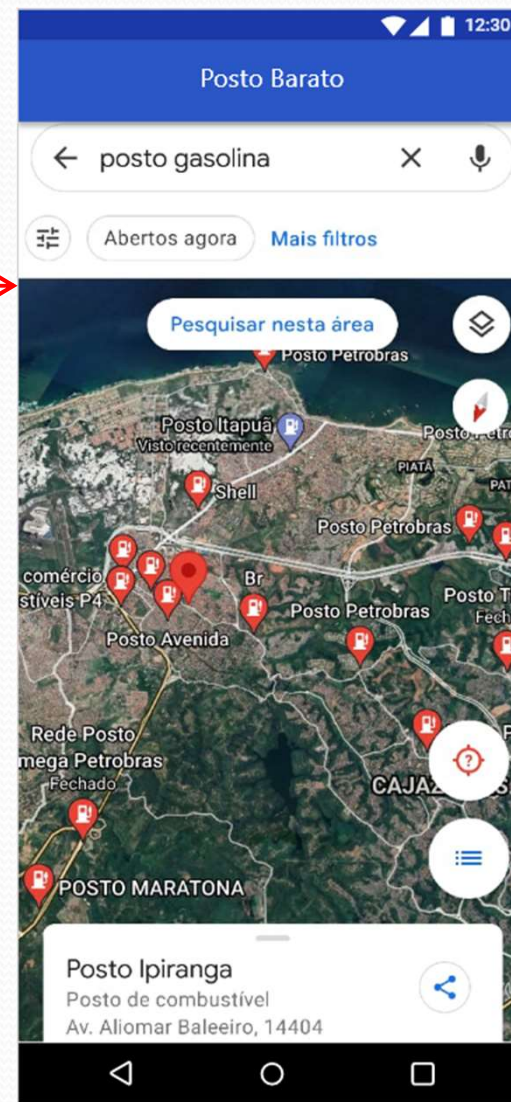 12:30
Posto Barato
posto gasolina
Abertos agora
Mais filtros
Pesquisar nesta área
Posto Petrobras
Posto Itapuã
Visto recentemente
Shell
PIATÃ
Posto Petrobras
comércio
stíveis P4
Br
Posto Petrobras
Posto Avenida
Rede Posto
mega Petrobras
Fechado
POSTO MARATONA
Posto Ipiranga
Posto de combustível
Av. Aliomar Baleeiro, 14404